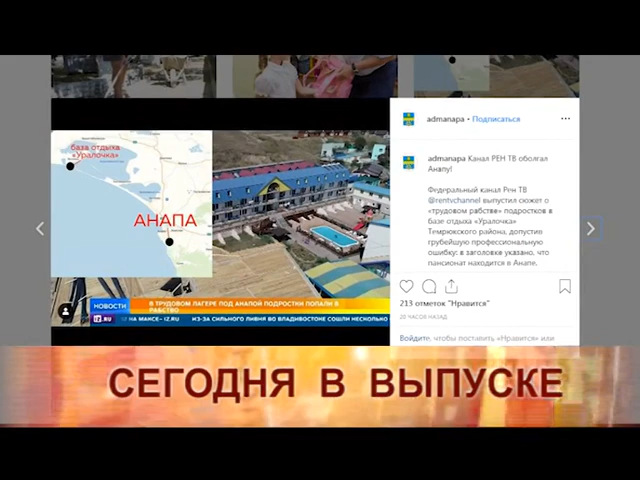 admanapa • Подписаться
admanapa Канал РЕН ТВ оболгал
Анапу!
Федеральный канал Рен ТВ
@rentvchannel выпустил сюжет о
«трудовом рабстве» подростков в
базе отдыха «Уралочка»
Темрюкского района, допустив
грубейшую профессиональную
ошибку: в заголовке указано, что
пансионат находится в Анапе.
213 отметок "Нравится"
20 ЧАСОВ НАЗАД
Войдите, чтобы поставить «Нравится» или
база отдыха
«Уралочка»
АНАПА
НОВОСТИ
В ТРУДОВОМ ЛАГЕРЕ ПОД АНАПОЙ ПОДРОСТКИ ПОПАЛИ В
РАБСТВО
IZ.RU
НА МАКСЕ– IZ.RU ИЗ-ЗА СИЛЬНОГО ЛИВНЯ ВО ВЛАДИВОСТОКЕ СОШЛИ НЕСКОЛЬКО
СЕГОДНЯ В ВЫПУСКЕ